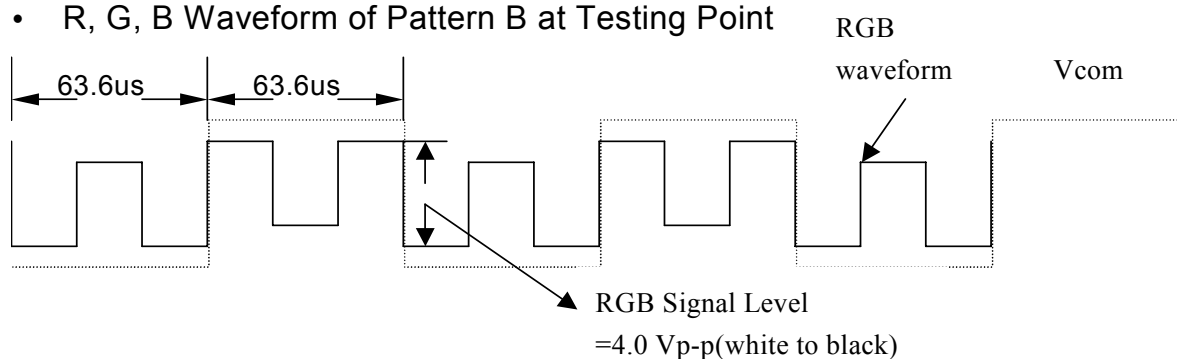 • R, G, B Waveform of Pattern B at Testing Point
RGB
waveform
Vcom
63.6us
63.6us
RGB Signal Level
=4.0 Vp-p(white to black)